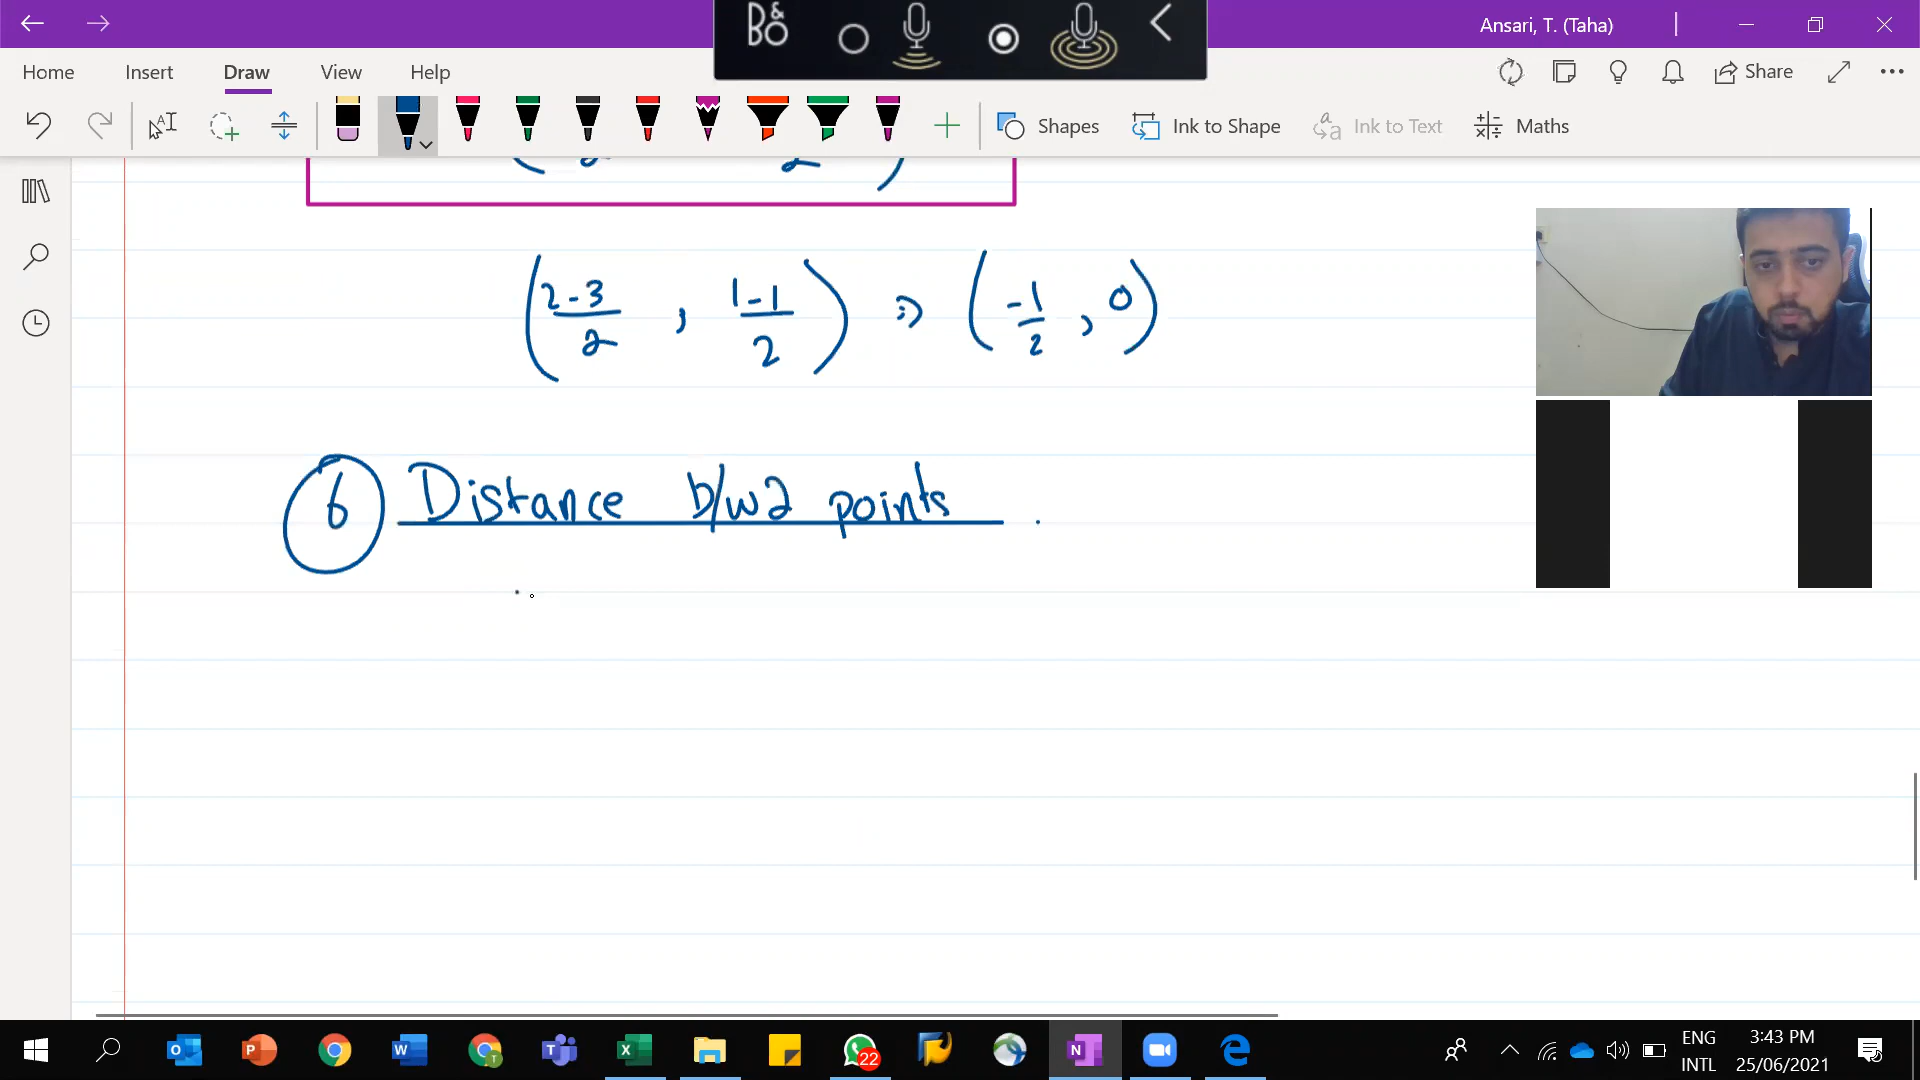 B&O
Ansari, T. (Taha)
Home Insert Draw View Help
Share
Shapes Ink to Shape Ink to Text Maths
2 2
( 2-3 / 2 , 1-1 / 2 ) => ( -1 / 2 , 0 )
6 Distance b/w 2 points .
22
ENG
INTL
3:43 PM
25/06/2021